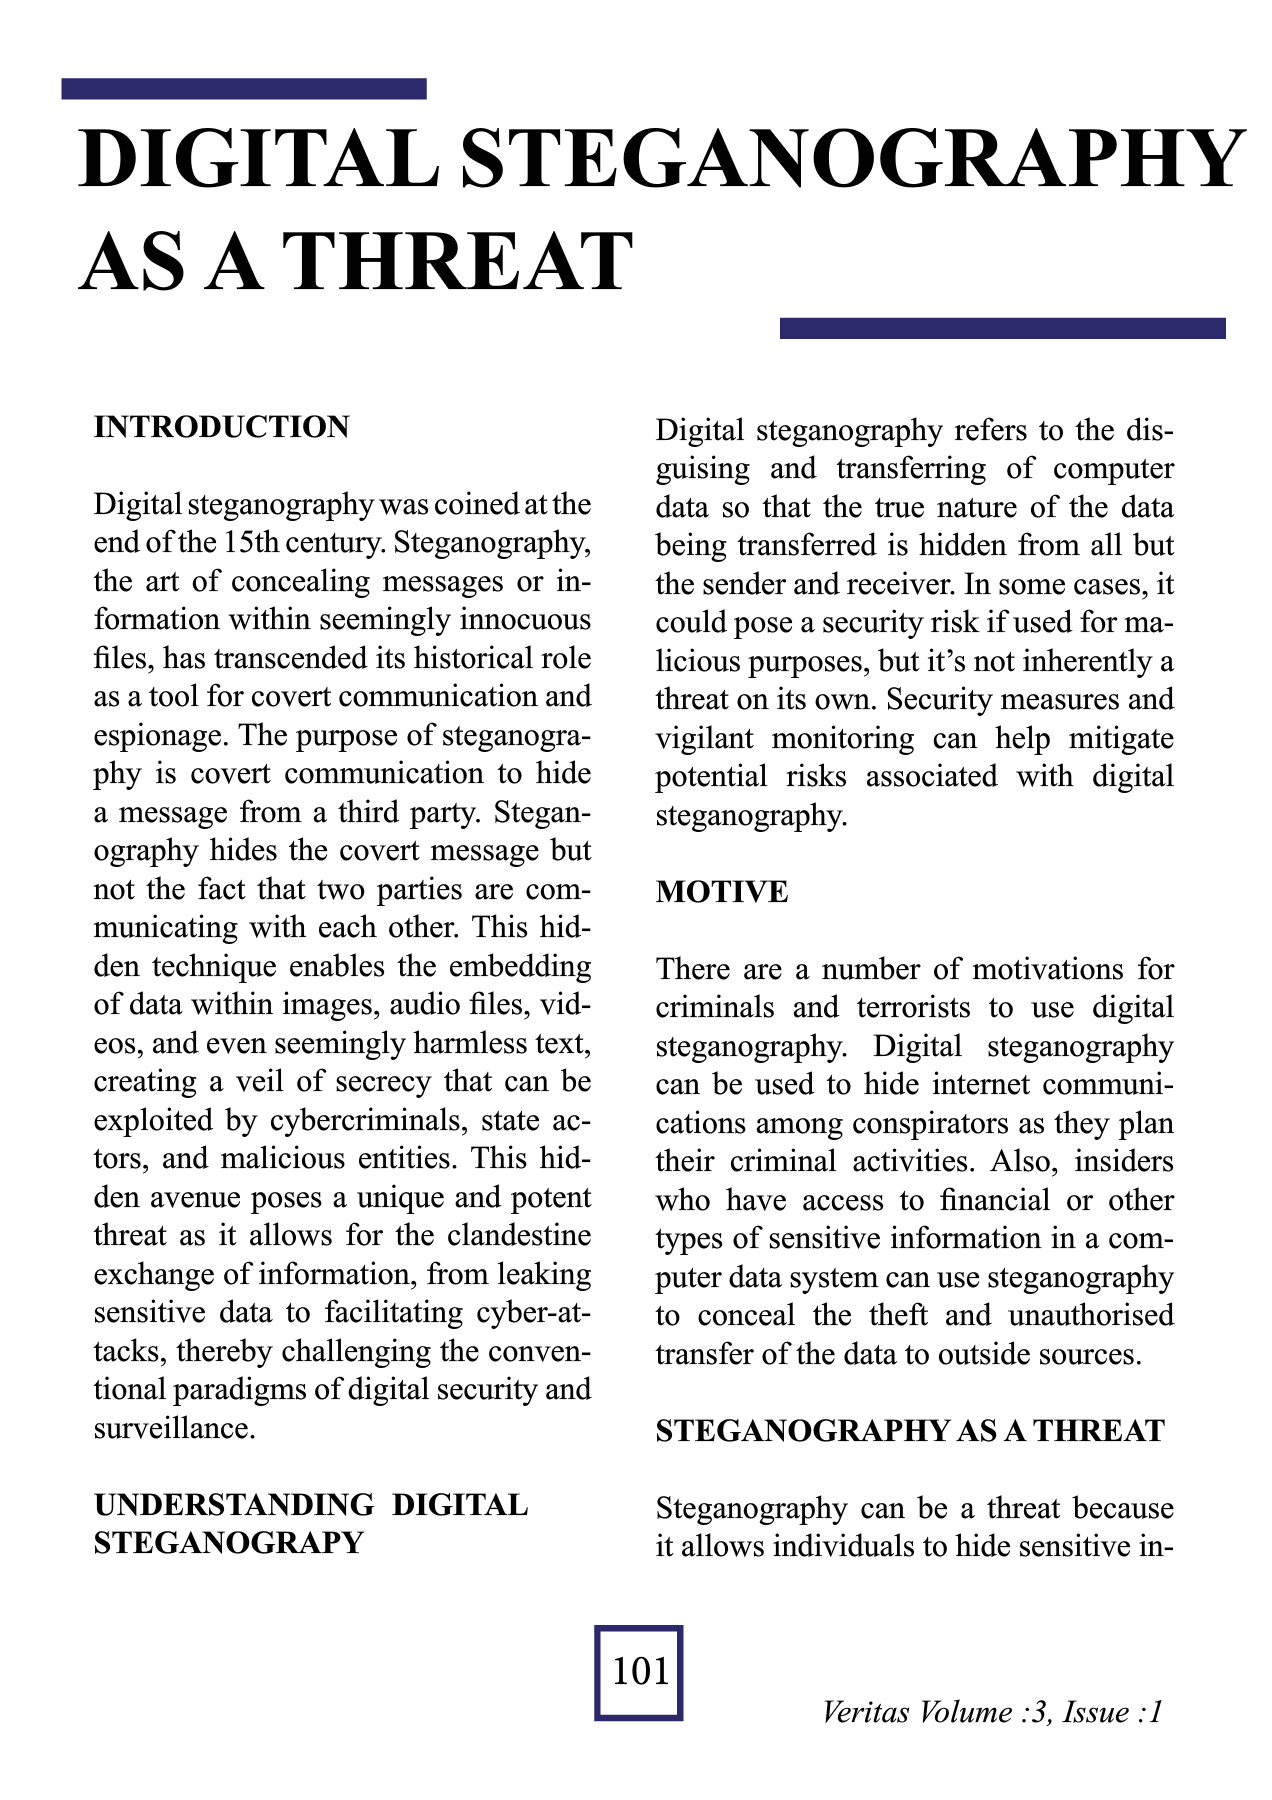 DIGITAL STEGANOGRAPHY
AS A THREAT
INTRODUCTION
Digital steganography was coined at the
end of the 15th century. Steganography,
the art of concealing messages or in-
formation within seemingly innocuous
files, has transcended its historical role
as a tool for covert communication and
espionage. The purpose of steganogra-
phy is covert communication to hide
a message from a third party. Stegan-
ography hides the covert message but
not the fact that two parties are com-
municating with each other. This hid-
den technique enables the embedding
of data within images, audio files, vid-
eos, and even seemingly harmless text,
creating a veil of secrecy that can be
exploited by cybercriminals, state ac-
tors, and malicious entities. This hid-
den avenue poses a unique and potent
threat as it allows for the clandestine
exchange of information, from leaking
sensitive data to facilitating cyber-at-
tacks, thereby challenging the conven-
tional paradigms of digital security and
surveillance.
UNDERSTANDING DIGITAL
STEGANOGRAPY
Digital steganography refers to the dis-
guising and transferring of computer
data so that the true nature of the data
being transferred is hidden from all but
the sender and receiver. In some cases, it
could pose a security risk if used for ma-
licious purposes, but it’s not inherently a
threat on its own. Security measures and
vigilant monitoring can help mitigate
potential risks associated with digital
steganography.
MOTIVE
There are a number of motivations for
criminals and terrorists to use digital
steganography. Digital steganography
can be used to hide internet communi-
cations among conspirators as they plan
their criminal activities. Also, insiders
who have access to financial or other
types of sensitive information in a com-
puter data system can use steganography
to conceal the theft and unauthorised
transfer of the data to outside sources.
STEGANOGRAPHY AS A THREAT
Steganography can be a threat because
it allows individuals to hide sensitive in-
101
Veritas Volume :3, Issue :1